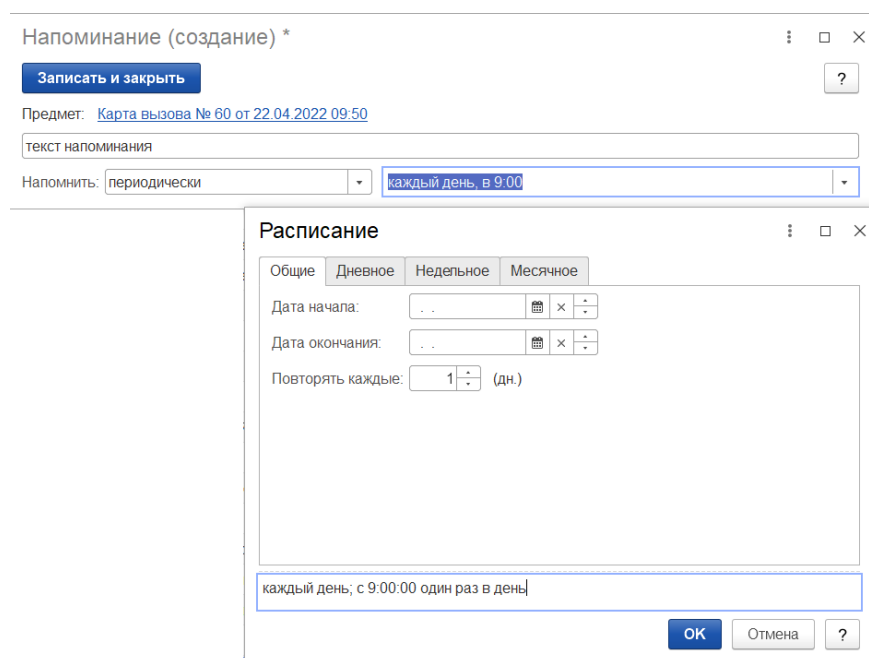 Напоминание (создание) *
Записать и закрыть
?
Предмет: Карта вызова № 60 от 22.04.2022 09:50
текст напоминания
Напомнить: периодически каждый день, в 9:00
Расписание
Общие Дневное Недельное Месячное
Дата начала: . .
Дата окончания: . .
Повторять каждые: 1 (дн.)
каждый день; с 9:00:00 один раз в день
OK Отмена ?